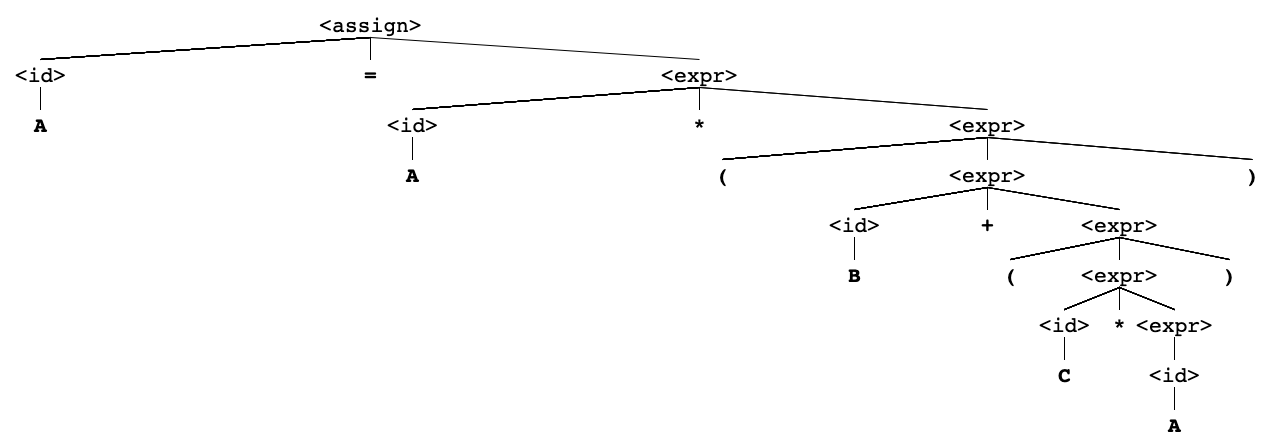 <assign>
<id> = <expr>
A <id> * <expr>
A ( <expr> )
<id> + <expr>
B ( <expr> )
<id> * <expr>
C <id>
A